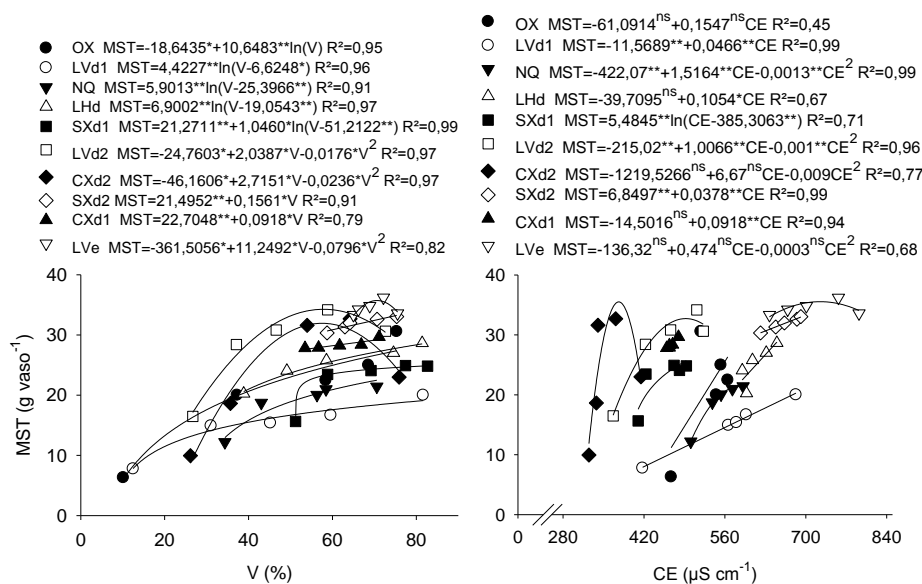 OX MST=-18,6435*+10,6483**ln(V) R²=0,95
LVd1 MST=4,4227**ln(V-6,6248*) R²=0,96
NQ MST=5,9013**ln(V-25,3966**) R²=0,91
LHd MST=6,9002**ln(V-19,0543**) R²=0,97
SXd1 MST=21,2711**+1,0460*ln(V-51,2122**) R²=0,99
LVd2 MST=-24,7603*+2,0387*V-0,0176*V² R²=0,97
CXd2 MST=-46,1606*+2,7151*V-0,0236*V² R²=0,97
SXd2 MST=21,4952**+0,1561*V R²=0,91
CXd1 MST=22,7048**+0,0918*V R²=0,79
LVe MST=-361,5056*+11,2492*V-0,0796*V² R²=0,82
OX MST=-61,0914ns+0,1547nsCE R²=0,45
LVd1 MST=-11,5689**+0,0466**CE R²=0,99
NQ MST=-422,07**+1,5164**CE-0,0013**CE² R²=0,99
LHd MST=-39,7095ns+0,1054*CE R²=0,67
SXd1 MST=5,4845**ln(CE-385,3063**) R²=0,71
LVd2 MST=-215,02**+1,0066**CE-0,001**CE² R²=0,96
CXd2 MST=-1219,5266ns+6,67nsCE-0,009CE² R²=0,77
SXd2 MST=6,8497**+0,0378**CE R²=0,99
CXd1 MST=-14,5016ns+0,0918**CE R²=0,94
LVe MST=-136,32ns+0,474nsCE-0,0003nsCE² R²=0,68
MST (g vaso-1)
40
30
20
10
0
0 20 40 60 80
V (%)
40
30
20
10
0
280 420 560 700 840
CE (µS cm-1)